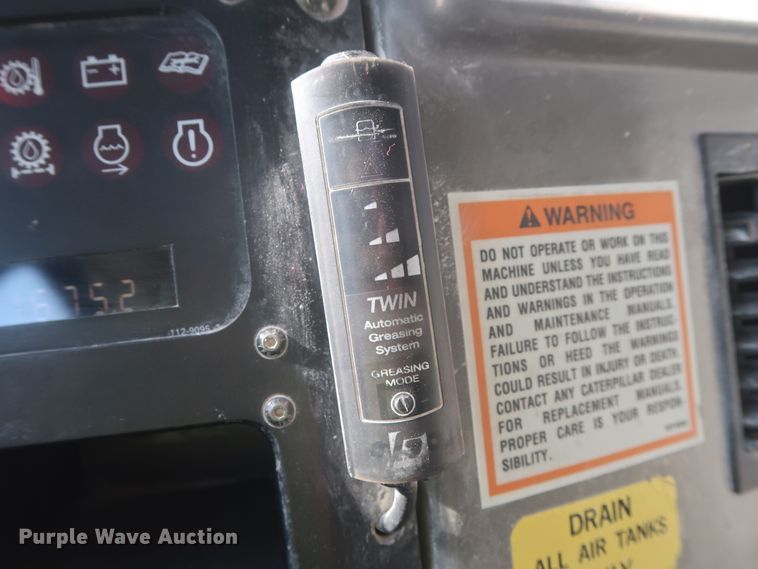 6752
112-9095
TWIN
Automatic
Greasing
System
GREASING
MODE
WARNING
DO NOT OPERATE OR WORK ON THIS
MACHINE UNLESS YOU HAVE READ
AND UNDERSTAND THE INSTRUCTIONS
AND WARNINGS IN THE OPERATION
AND MAINTENANCE MANUALS.
FAILURE TO FOLLOW THE INSTRUC-
TIONS OR HEED THE WARNINGS
COULD RESULT IN INJURY OR DEATH.
CONTACT ANY CATERPILLAR DEALER
FOR REPLACEMENT MANUALS.
PROPER CARE IS YOUR RESPON-
SIBILITY.
DRAIN
ALL AIR TANKS
Purple Wave Auction